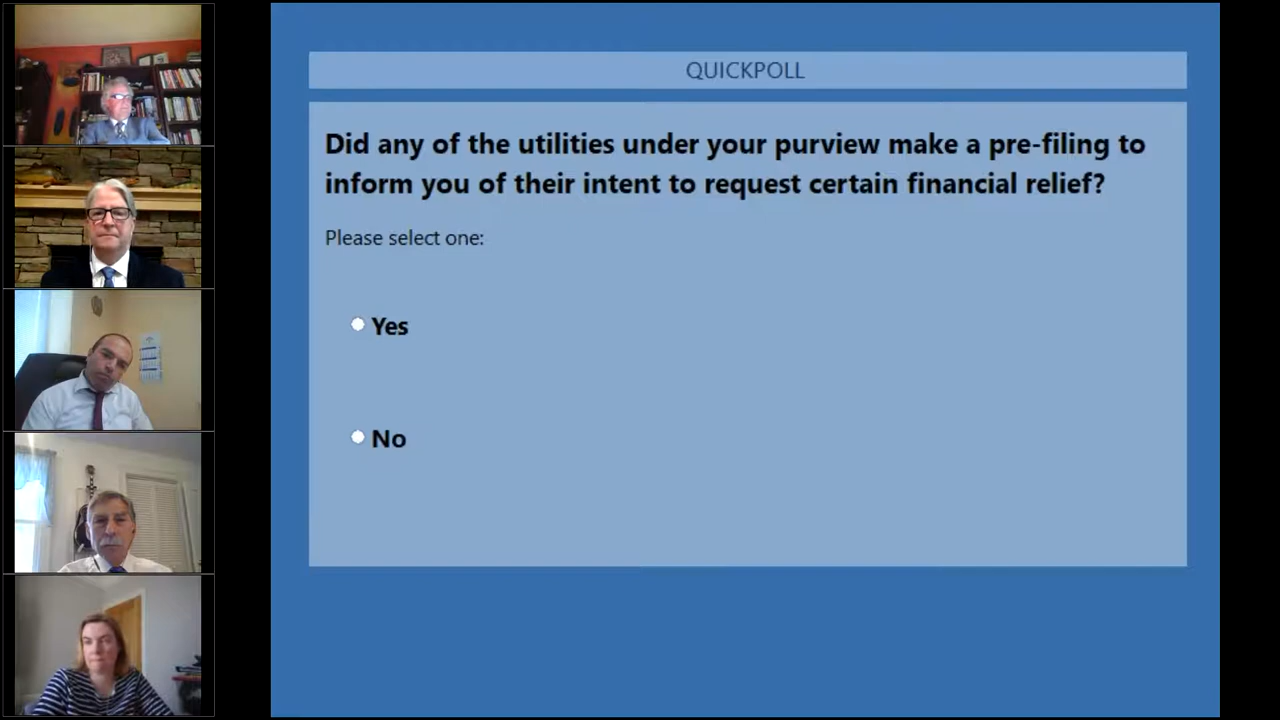 QUICKPOLL
Did any of the utilities under your purview make a pre-filing to
inform you of their intent to request certain financial relief?
Please select one:
Yes
No